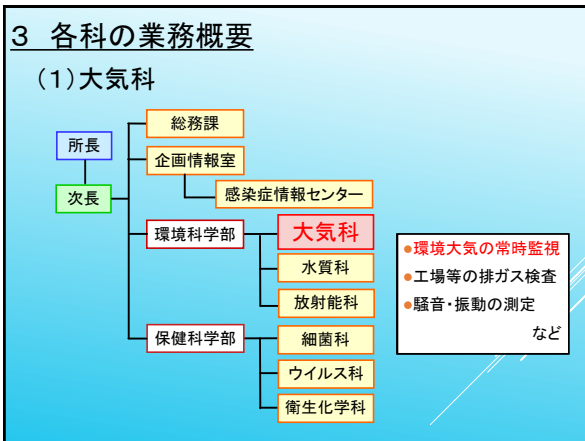 3 各科の業務概要
(1)大気科
総務課
所長
企画情報室
次長
感染症情報センター
環境科学部
大気科
水質科
放射能科
保健科学部
細菌科
ウイルス科
衛生化学科
●環境大気の常時監視
●工場等の排ガス検査
●騒音・振動の測定
など